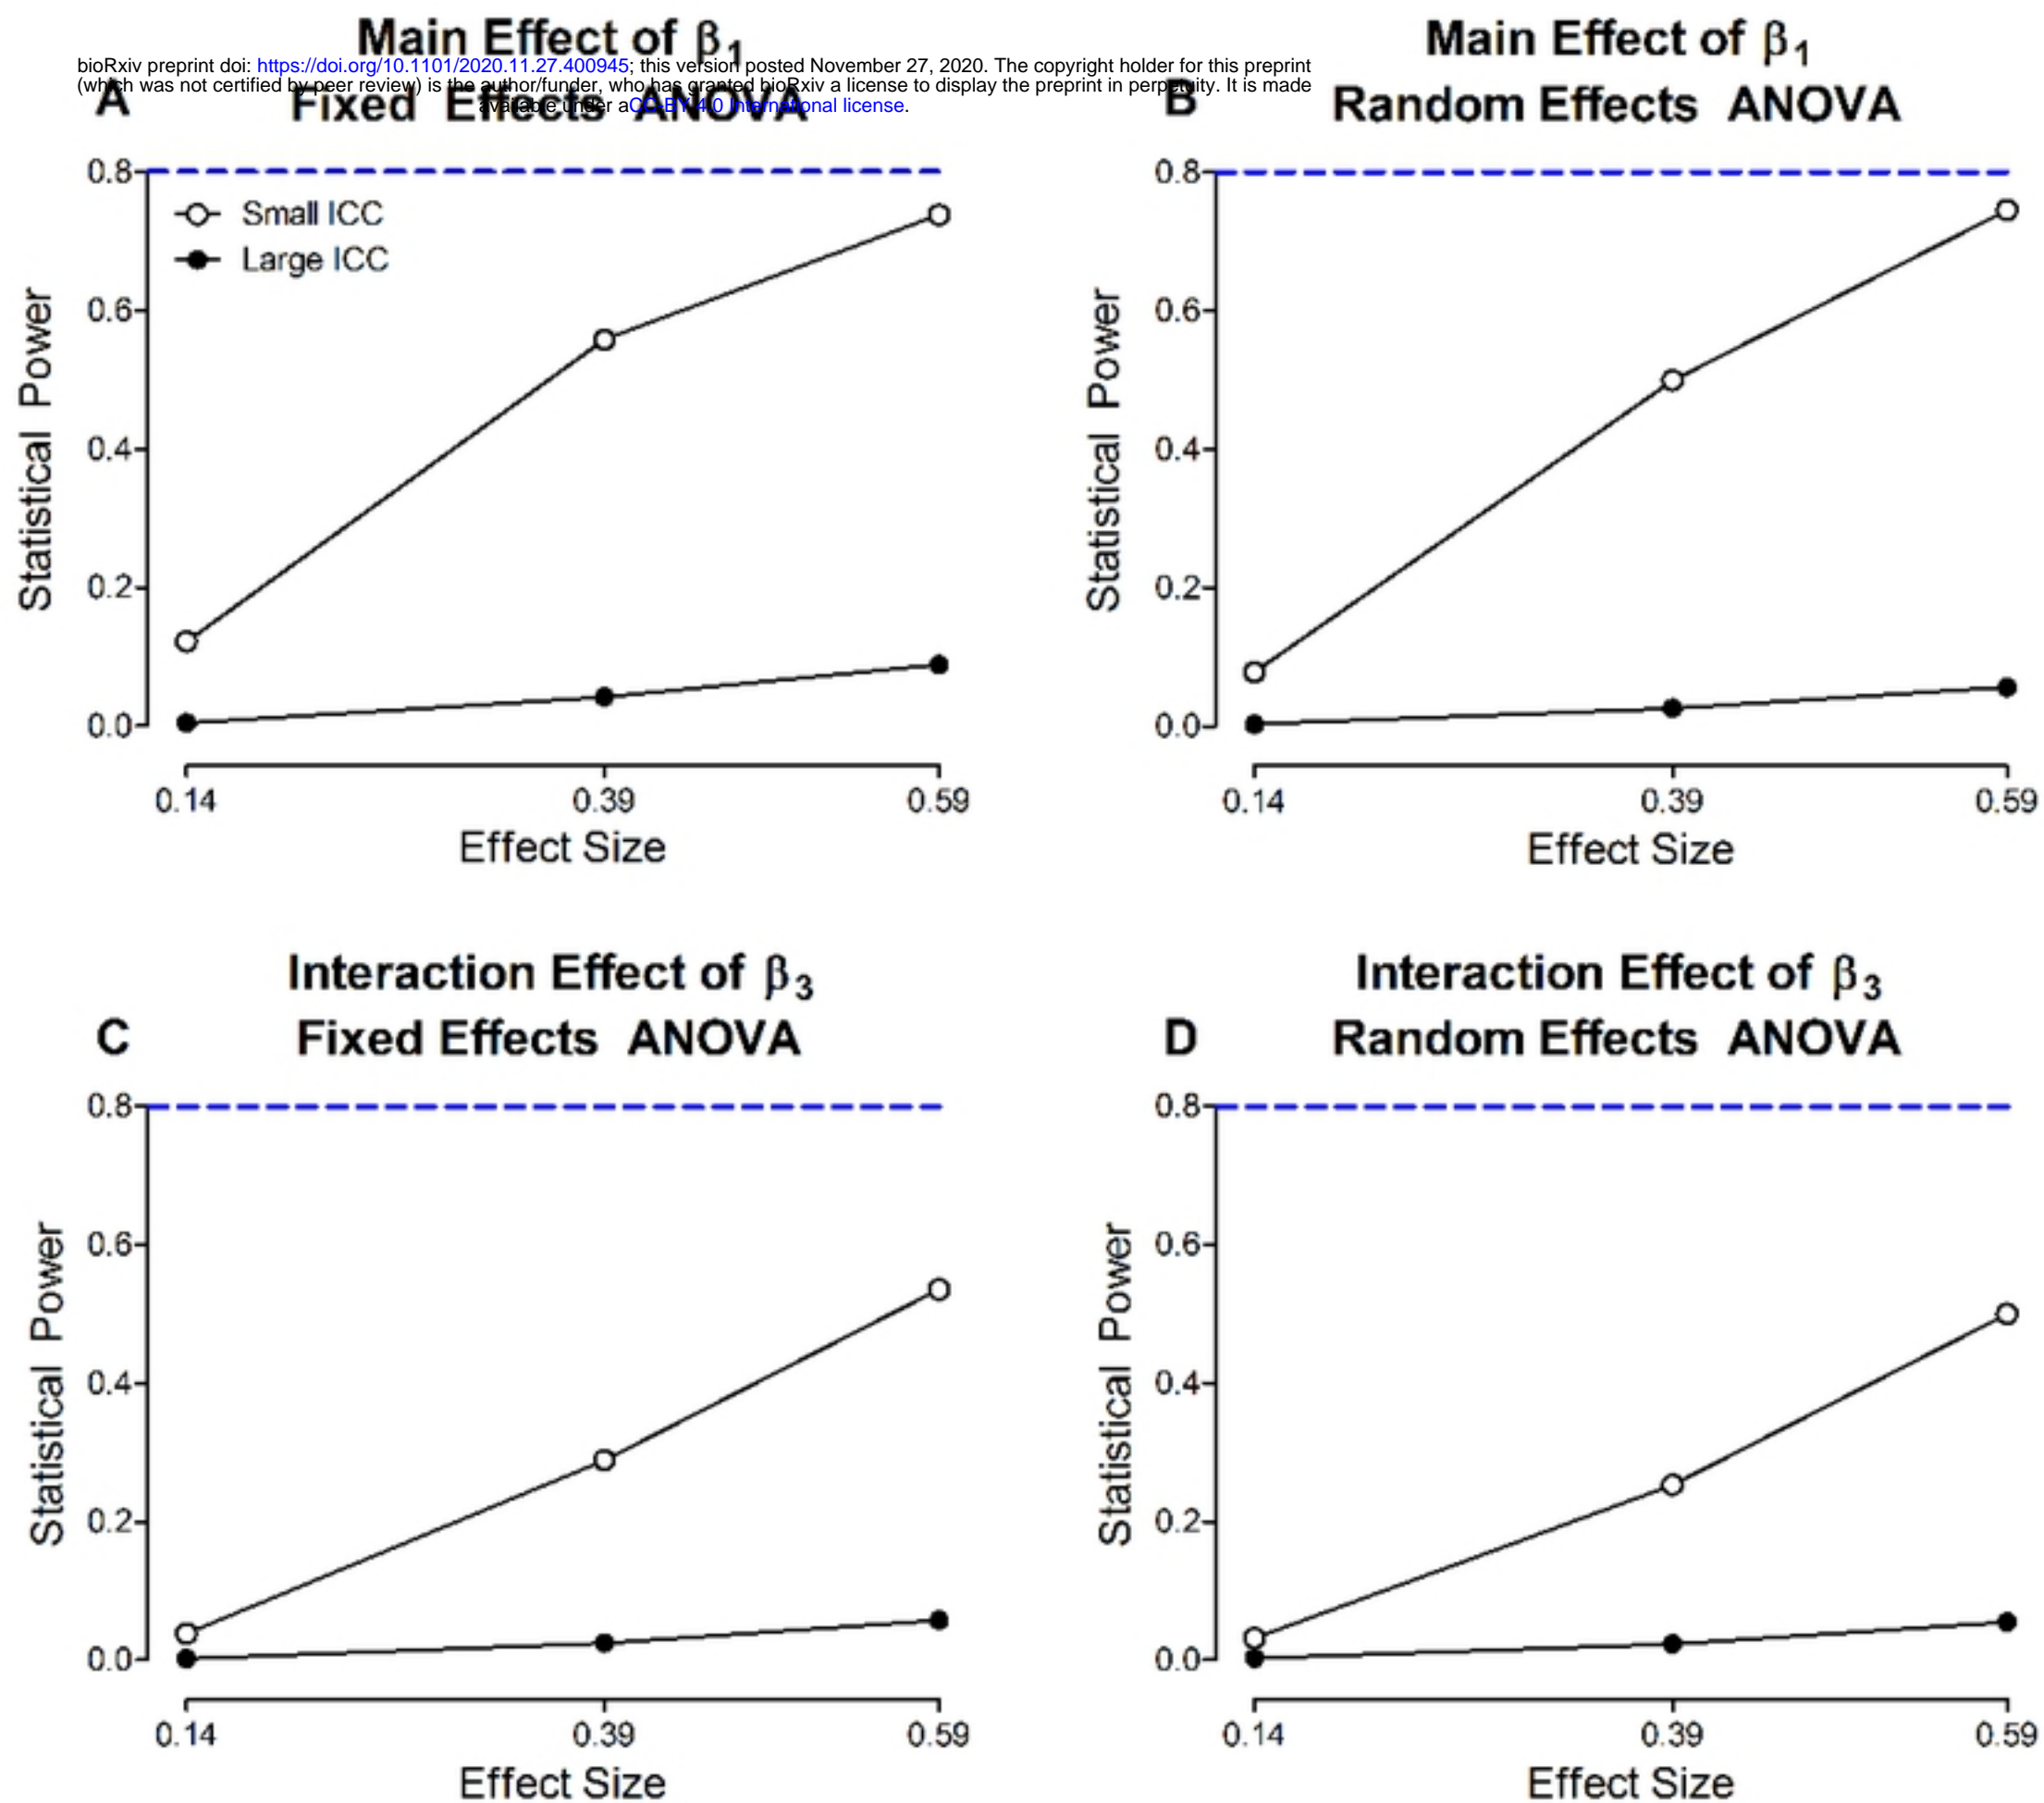 Main Effect of β1
bioRxiv preprint doi: https://doi.org/10.1101/2020.11.27.400945; this version posted November 27, 2020. The copyright holder for this preprint
(which was not certified by peer review) is the author/funder, who has granted bioRxiv a license to display the preprint in perpetuity. It is made
available under aCC-BY 4.0 International license.
A
Fixed Effects ANOVA
0.8
Small ICC
Large ICC
0.6
0.4
0.2
0.0
Statistical Power
0.14 0.39 0.59
Effect Size
Main Effect of β1
B
Random Effects ANOVA
0.8
0.6
0.4
0.2
0.0
Statistical Power
0.14 0.39 0.59
Effect Size
Interaction Effect of β3
C
Fixed Effects ANOVA
0.8
0.6
0.4
0.2
0.0
Statistical Power
0.14 0.39 0.59
Effect Size
Interaction Effect of β3
D
Random Effects ANOVA
0.8
0.6
0.4
0.2
0.0
Statistical Power
0.14 0.39 0.59
Effect Size